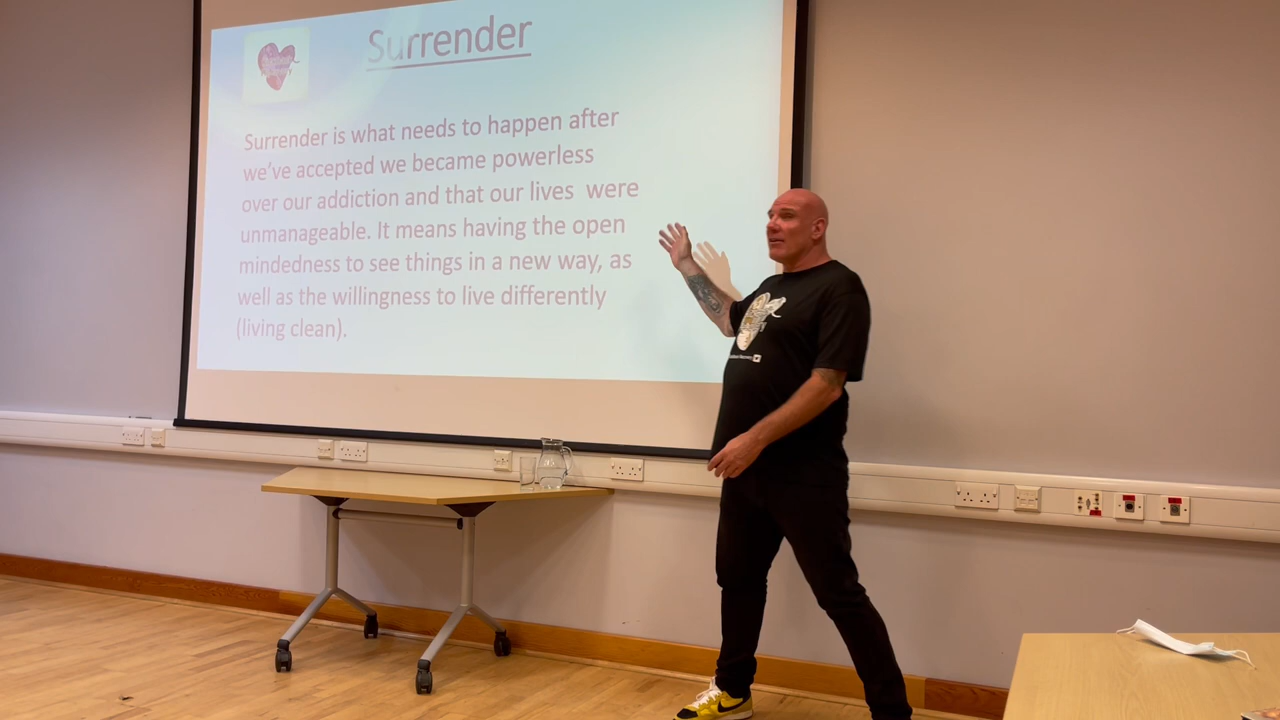 Surrender
Surrender is what needs to happen after
we've accepted we became powerless
over our addiction and that our lives were
unmanageable. It means having the open
mindedness to see things in a new way, as
well as the willingness to live differently
(living clean).